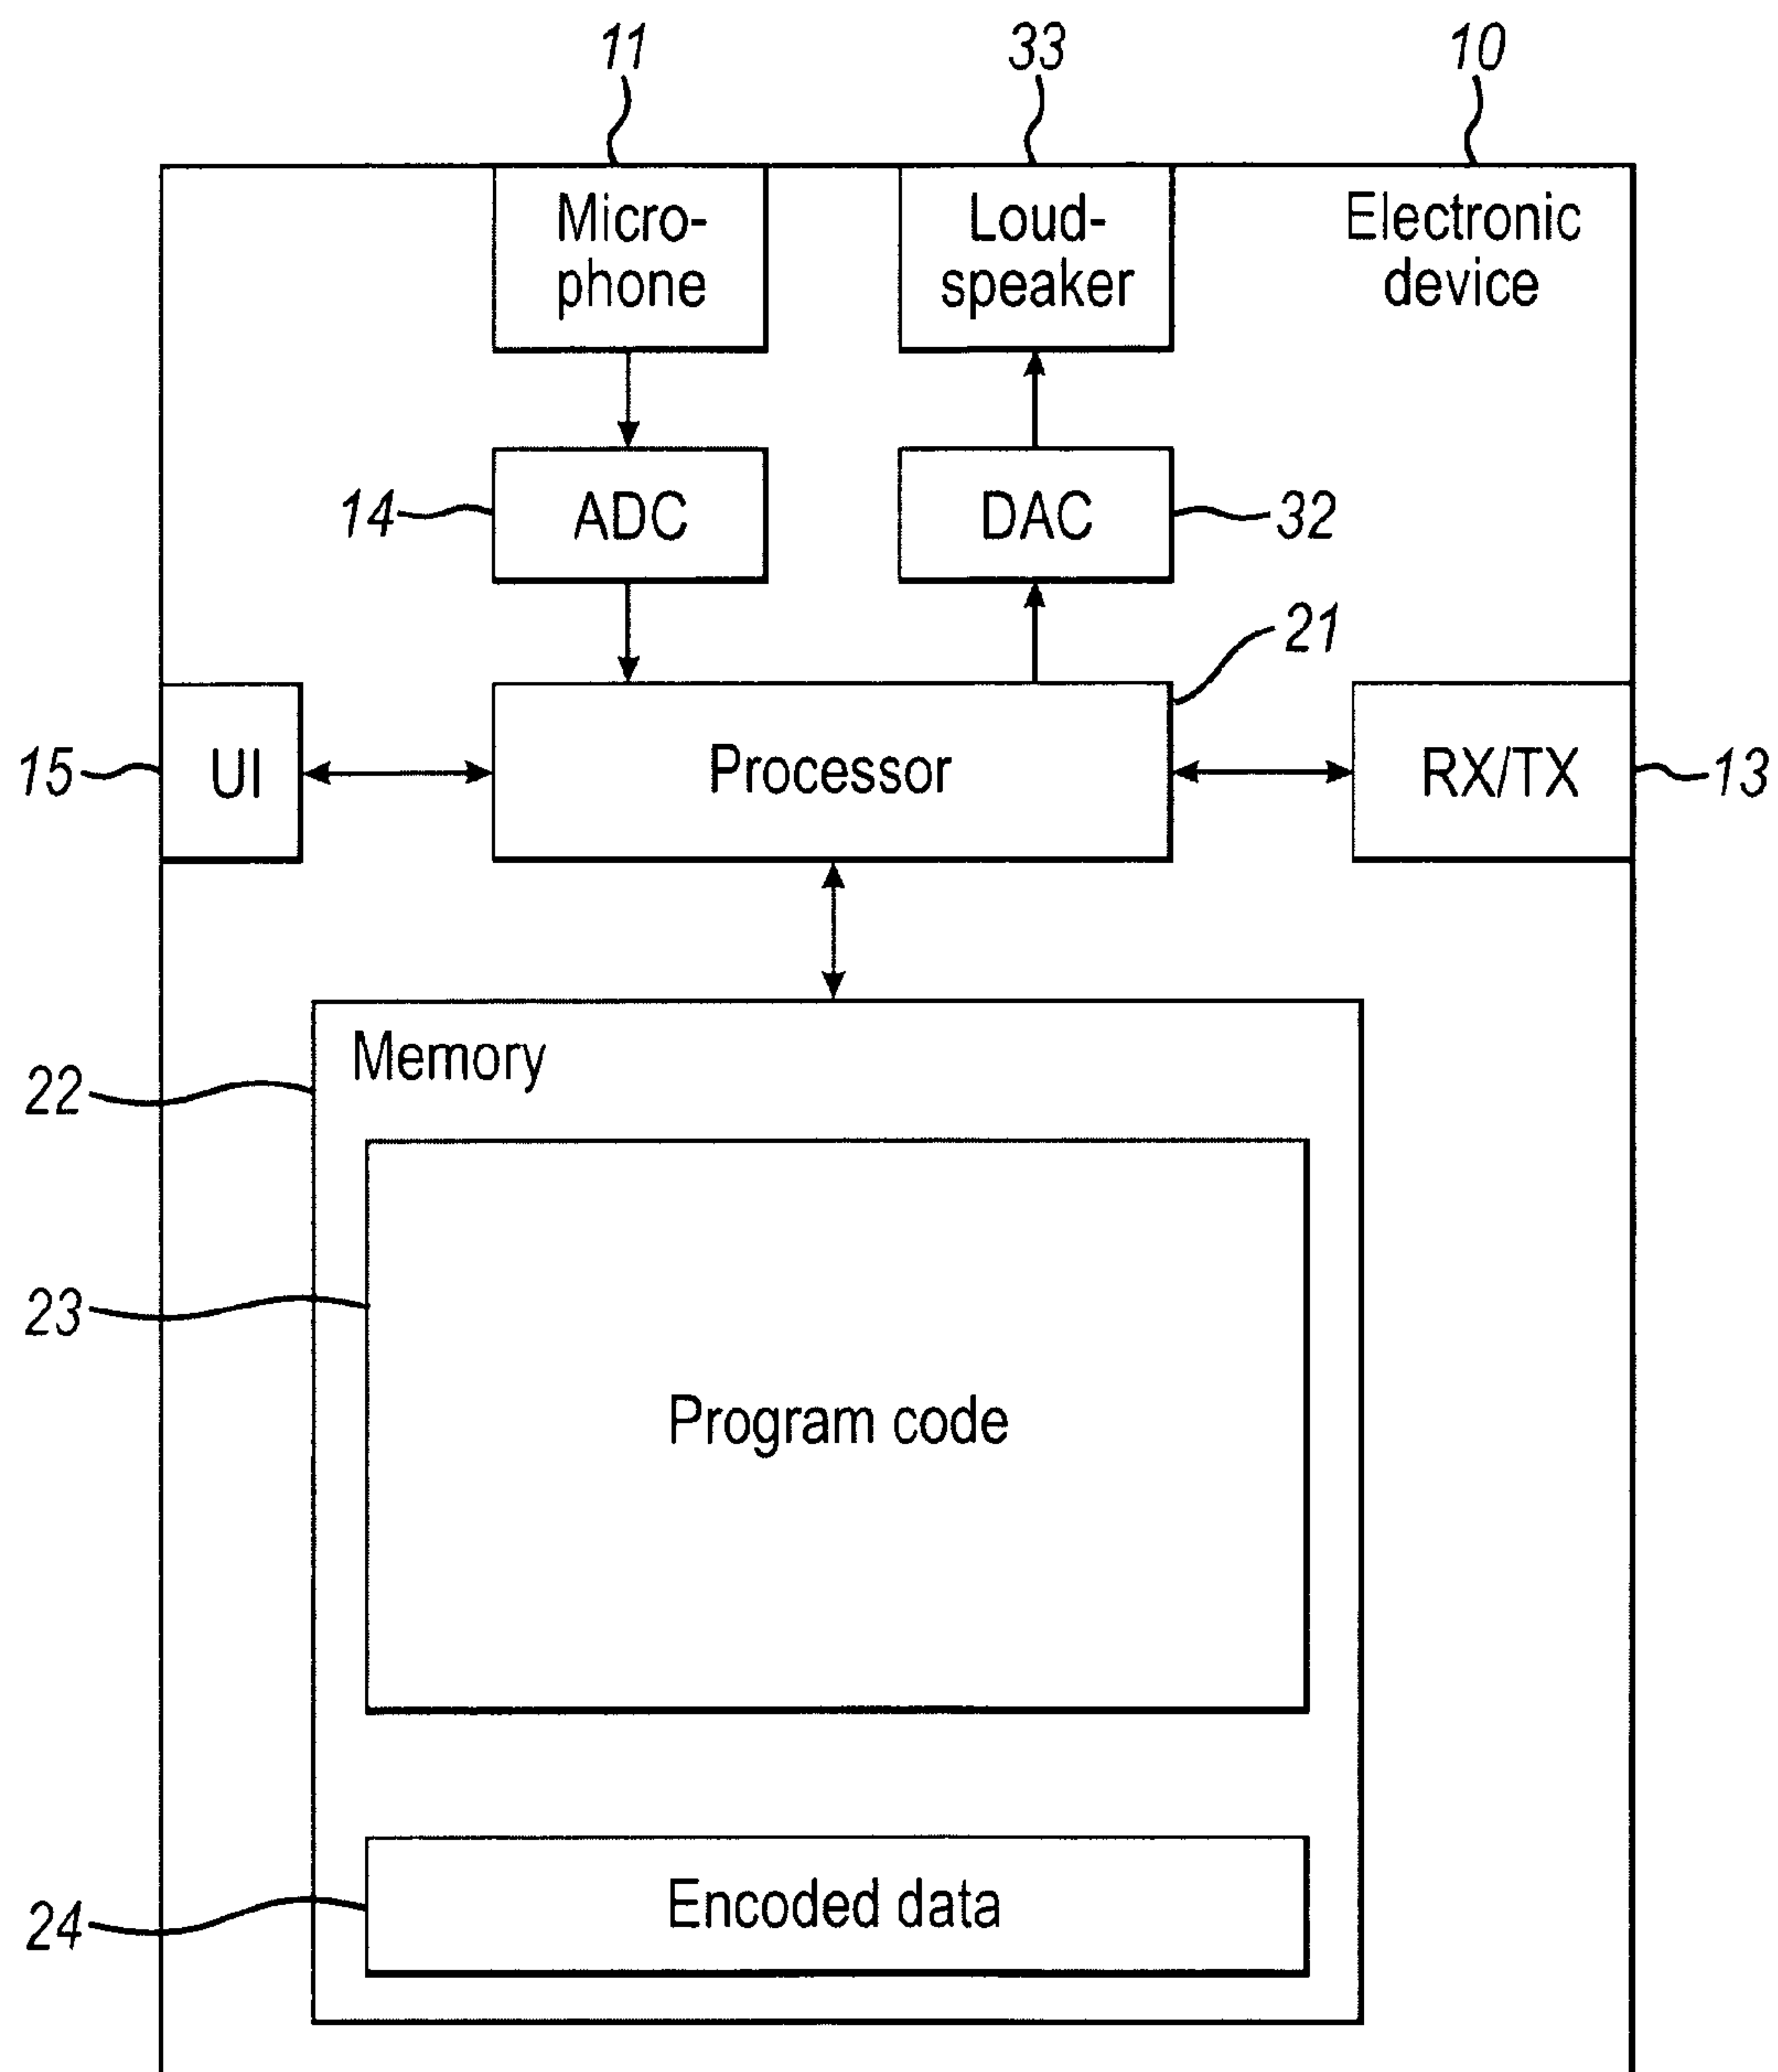 11 33 10
Micro-
phone
Loud-
speaker
Electronic
device
14 ADC DAC 32
21
15 UI Processor RX/TX 13
Memory
22
23
Program code
24 Encoded data